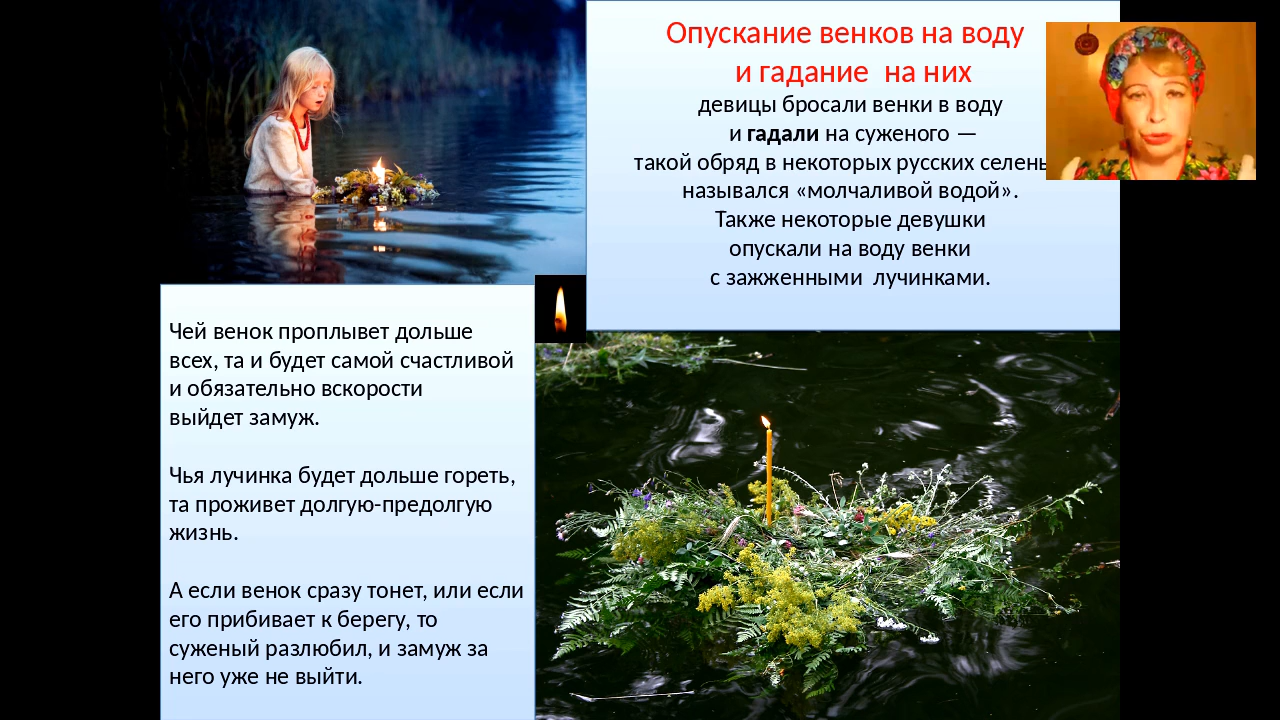 Опускание венков на воду
и гадание на них
девицы бросали венки в воду
и гадали на суженого —
такой обряд в некоторых русских селень
назывался «молчаливой водой».
Также некоторые девушки
опускали на воду венки
с зажженными лучинками.
Чей венок проплывет дольше
всех, та и будет самой счастливой
и обязательно вскорости
выйдет замуж.
Чья лучинка будет дольше гореть,
та проживет долгую-предолгую
жизнь.
А если венок сразу тонет, или если
его прибивает к берегу, то
суженый разлюбил, и замуж за
него уже не выйти.